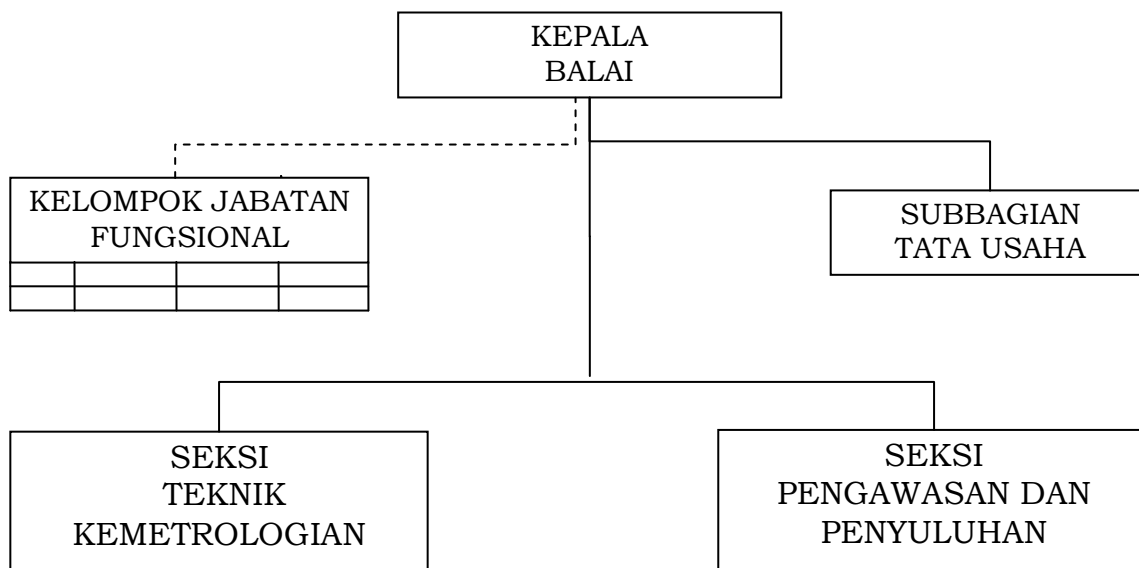 KEPALA
BALAI
KELOMPOK JABATAN
FUNGSIONAL
SUBBAGIAN
TATA USAHA
SEKSI
TEKNIK
KEMETROLOGIAN
SEKSI
PENGAWASAN DAN
PENYULUHAN